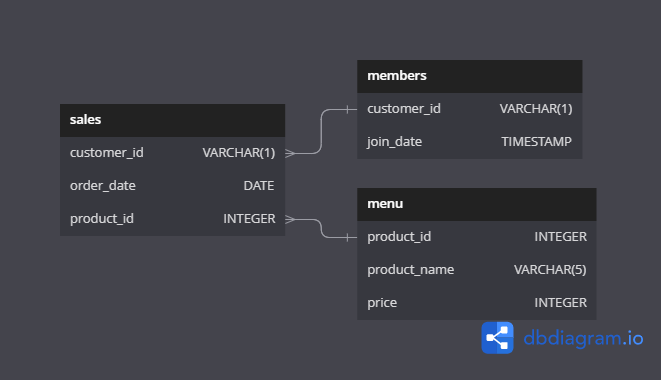 sales
customer_id VARCHAR(1)
order_date DATE
product_id INTEGER
members
customer_id VARCHAR(1)
join_date TIMESTAMP
menu
product_id INTEGER
product_name VARCHAR(5)
price INTEGER
dbdiagram.io